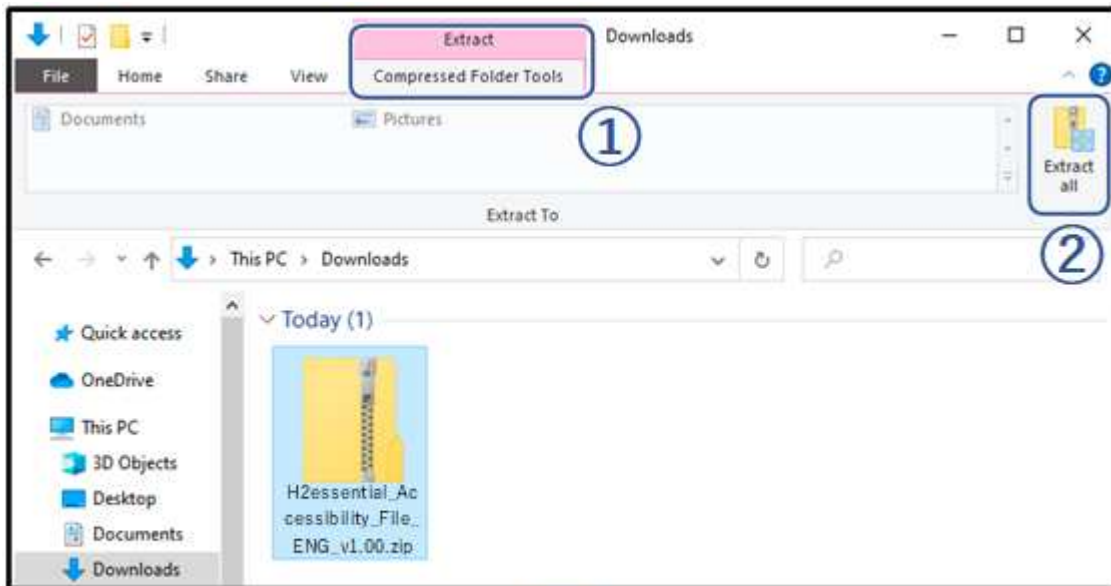 Extract
Downloads
File Home Share View Compressed Folder Tools
Documents Pictures
①
Extract
all
Extract To
②
This PC > Downloads
Quick access
Today (1)
OneDrive
This PC
3D Objects
Desktop
Documents
Downloads
H2essential_Ac
cessibility_File_
ENG_v1.00.zip